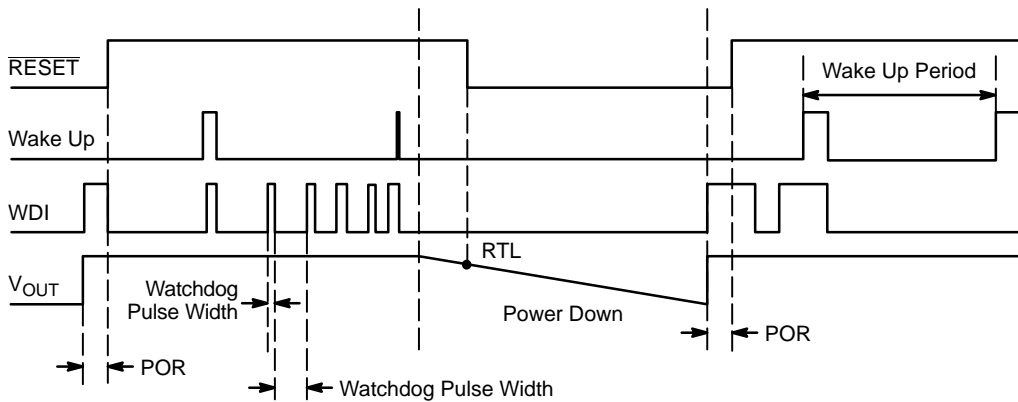 RESET
Wake Up Period
Wake Up
WDI
RTL
VOUT
Watchdog
Pulse Width
Power Down
POR
POR
Watchdog Pulse Width